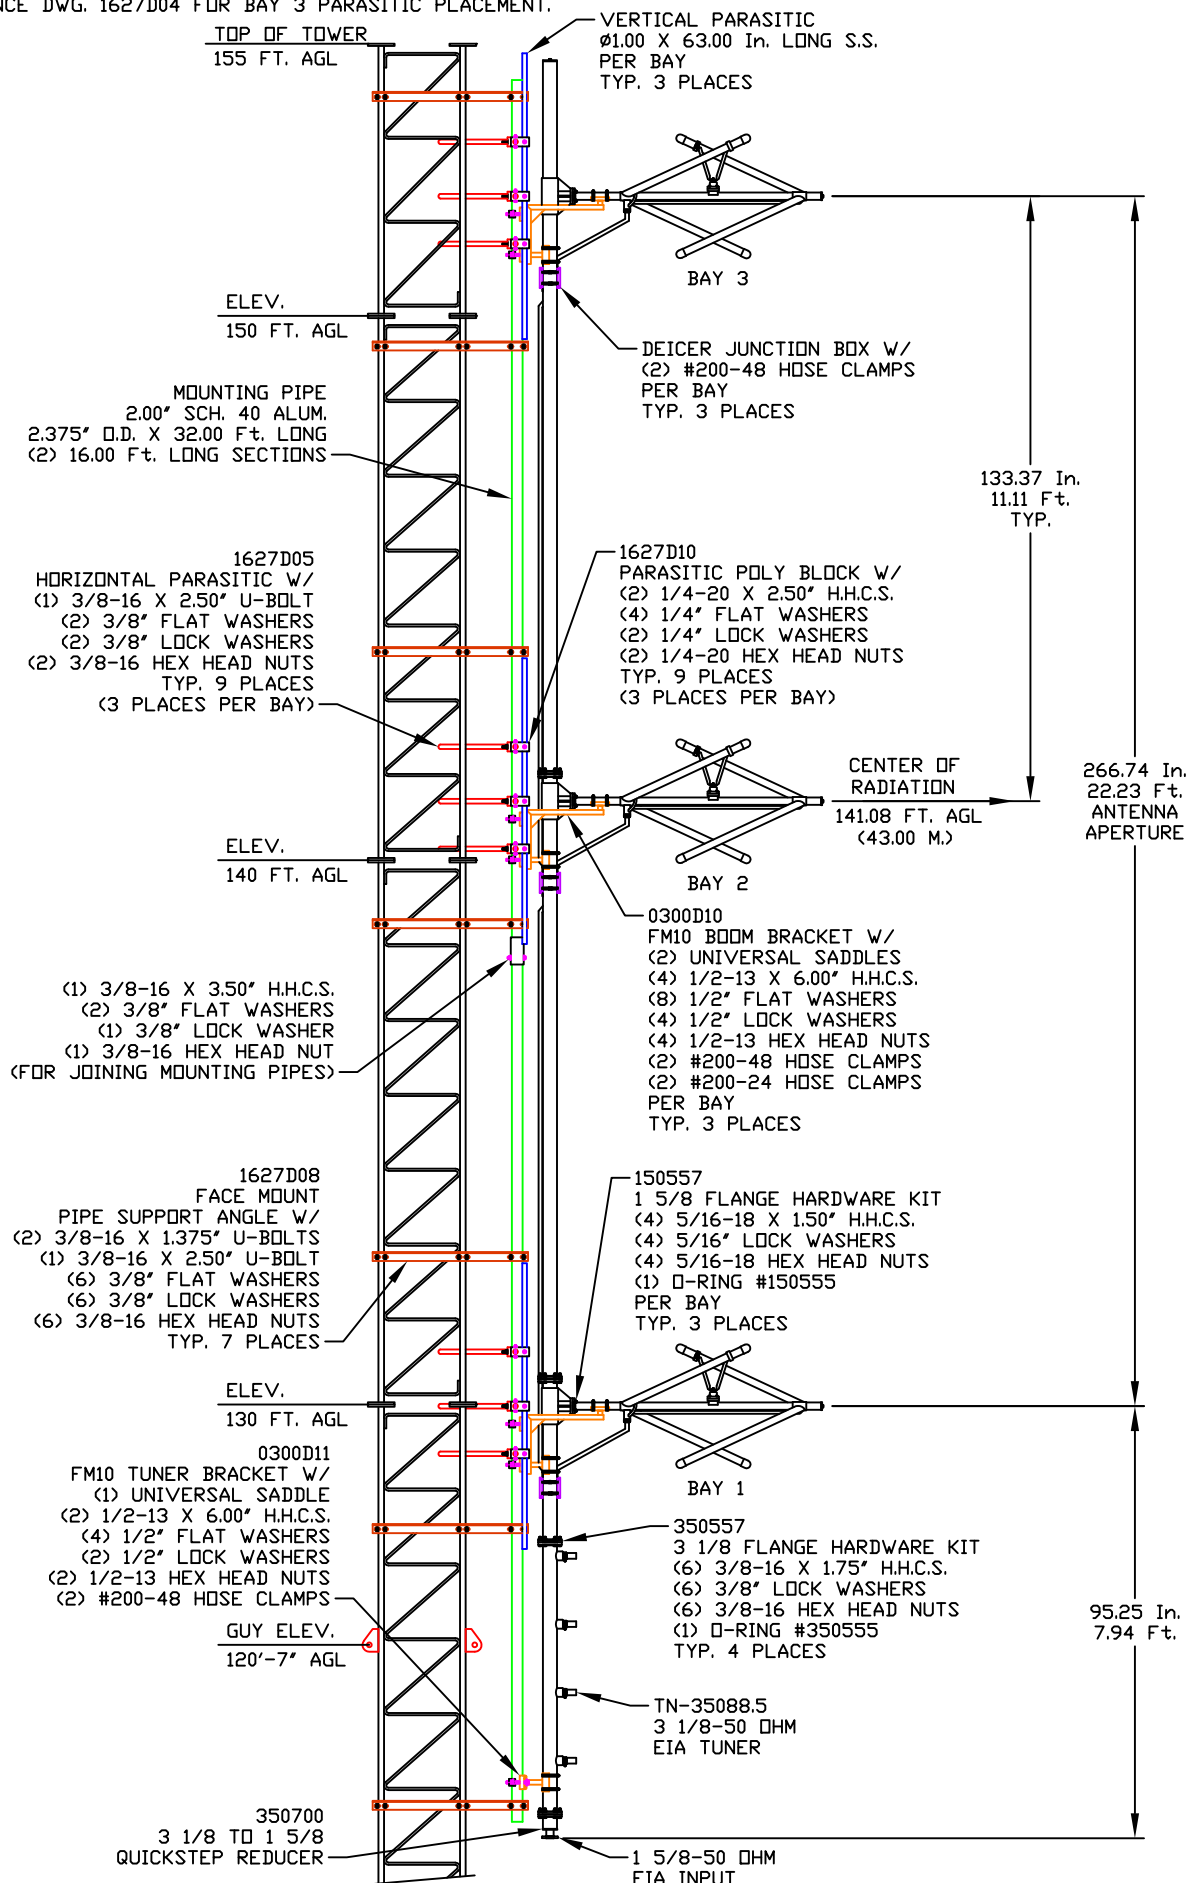 NCE DWG. 1627D04 FOR BAY 3 PARASITIC PLACEMENT.
TOP OF TOWER
155 FT. AGL
VERTICAL PARASITIC
Ø1.00 X 63.00 In. LONG S.S.
PER BAY
TYP. 3 PLACES
BAY 3
ELEV.
150 FT. AGL
DEICER JUNCTION BOX W/
(2) #200-48 HOSE CLAMPS
PER BAY
TYP. 3 PLACES
MOUNTING PIPE
2.00" SCH. 40 ALUM.
2.375" O.D. X 32.00 Ft. LONG
(2) 16.00 Ft. LONG SECTIONS
133.37 In.
11.11 Ft.
TYP.
1627D05
HORIZONTAL PARASITIC W/
(1) 3/8-16 X 2.50" U-BOLT
(2) 3/8" FLAT WASHERS
(2) 3/8" LOCK WASHERS
(2) 3/8-16 HEX HEAD NUTS
TYP. 9 PLACES
(3 PLACES PER BAY)
1627D10
PARASITIC POLY BLOCK W/
(2) 1/4-20 X 2.50" H.H.C.S.
(4) 1/4" FLAT WASHERS
(2) 1/4" LOCK WASHERS
(2) 1/4-20 HEX HEAD NUTS
TYP. 9 PLACES
(3 PLACES PER BAY)
CENTER OF
RADIATION
141.08 FT. AGL
(43.00 M.)
266.74 In.
22.23 Ft.
ANTENNA
APERTURE
ELEV.
140 FT. AGL
BAY 2
0300D10
FM10 BOOM BRACKET W/
(2) UNIVERSAL SADDLES
(4) 1/2-13 X 6.00" H.H.C.S.
(8) 1/2" FLAT WASHERS
(4) 1/2" LOCK WASHERS
(4) 1/2-13 HEX HEAD NUTS
(2) #200-48 HOSE CLAMPS
(2) #200-24 HOSE CLAMPS
PER BAY
TYP. 3 PLACES
(1) 3/8-16 X 3.50" H.H.C.S.
(2) 3/8" FLAT WASHERS
(1) 3/8" LOCK WASHER
(1) 3/8-16 HEX HEAD NUT
(FOR JOINING MOUNTING PIPES)
1627D08
FACE MOUNT
PIPE SUPPORT ANGLE W/
(2) 3/8-16 X 1.375" U-BOLTS
(1) 3/8-16 X 2.50" U-BOLT
(6) 3/8" FLAT WASHERS
(6) 3/8" LOCK WASHERS
(6) 3/8-16 HEX HEAD NUTS
TYP. 7 PLACES
150557
1 5/8 FLANGE HARDWARE KIT
(4) 5/16-18 X 1.50" H.H.C.S.
(4) 5/16" LOCK WASHERS
(4) 5/16-18 HEX HEAD NUTS
(1) O-RING #150555
PER BAY
TYP. 3 PLACES
ELEV.
130 FT. AGL
BAY 1
0300D11
FM10 TUNER BRACKET W/
(1) UNIVERSAL SADDLE
(2) 1/2-13 X 6.00" H.H.C.S.
(4) 1/2" FLAT WASHERS
(2) 1/2" LOCK WASHERS
(2) 1/2-13 HEX HEAD NUTS
(2) #200-48 HOSE CLAMPS
350557
3 1/8 FLANGE HARDWARE KIT
(6) 3/8-16 X 1.75" H.H.C.S.
(6) 3/8" LOCK WASHERS
(6) 3/8-16 HEX HEAD NUTS
(1) O-RING #350555
TYP. 4 PLACES
95.25 In.
7.94 Ft.
GUY ELEV.
120'-7" AGL
TN-35088.5
3 1/8-50 OHM
EIA TUNER
350700
3 1/8 TO 1 5/8
QUICKSTEP REDUCER
1 5/8-50 OHM
EIA INPUT